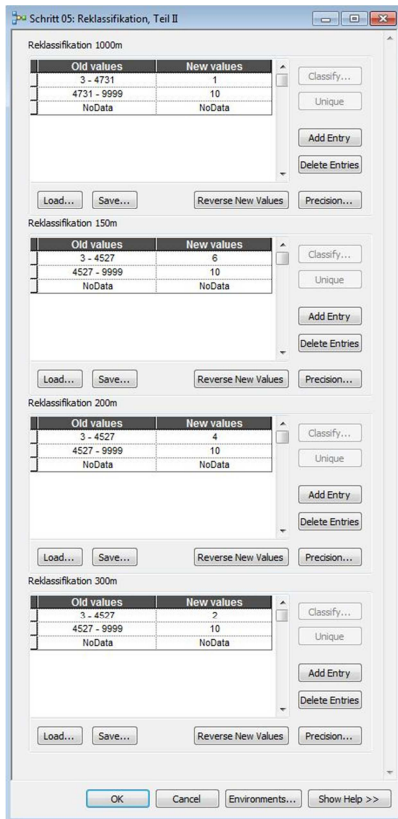 Schritt 05: Reklassifikation, Teil II
Reklassifikation 1000m
Old values New values
3 - 4731 1
4731 - 9999 10
NoData NoData
Classify...
Unique
Add Entry
Delete Entries
Load... Save... Reverse New Values Precision...
Reklassifikation 150m
Old values New values
3 - 4527 6
4527 - 9999 10
NoData NoData
Classify...
Unique
Add Entry
Delete Entries
Load... Save... Reverse New Values Precision...
Reklassifikation 200m
Old values New values
3 - 4527 4
4527 - 9999 10
NoData NoData
Classify...
Unique
Add Entry
Delete Entries
Load... Save... Reverse New Values Precision...
Reklassifikation 300m
Old values New values
3 - 4527 2
4527 - 9999 10
NoData NoData
Classify...
Unique
Add Entry
Delete Entries
Load... Save... Reverse New Values Precision...
OK Cancel Environments... Show Help >>